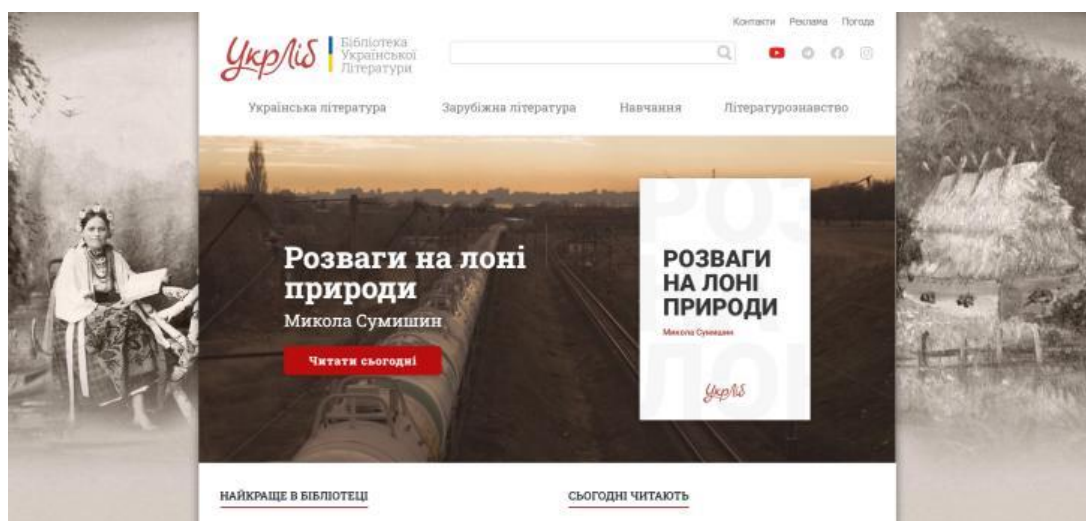 Контакти Реклама Погода
УкрЛіб
Бібліотека
Української
Літератури
Українська література Зарубіжна література Навчання Літературознавство
Розваги на лоні
природи
Микола Сумишин
Читати сьогодні
РОЗВАГИ
НА ЛОНІ
ПРИРОДИ
Микола Сумишин
УкрЛіб
НАЙКРАЩЕ В БІБЛІОТЕЦІ СЬОГОДНІ ЧИТАЮТЬ